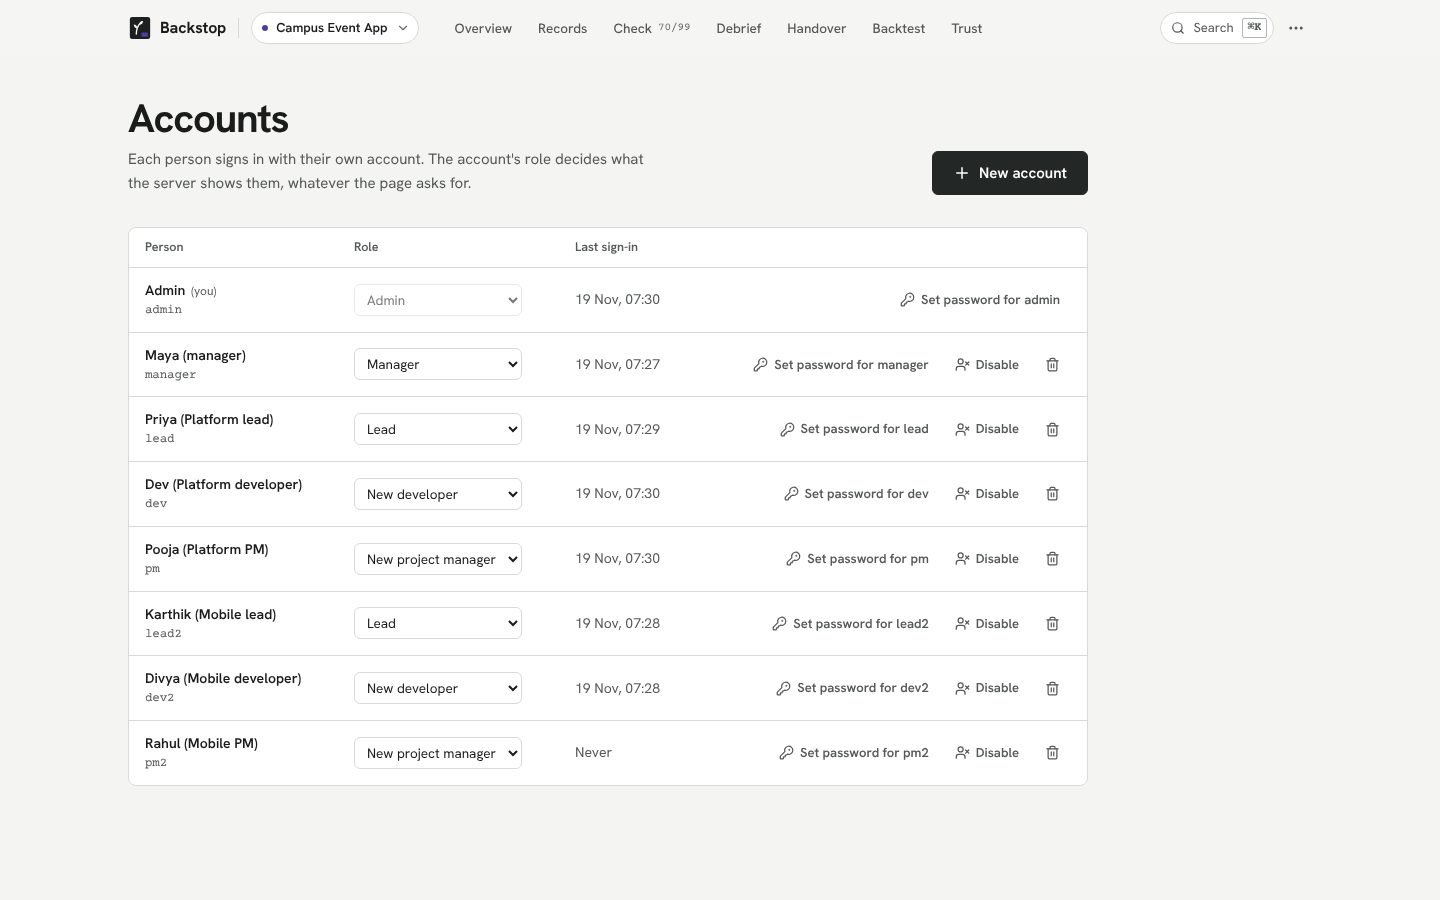 Backstop
Campus Event App
Overview Records Check 70/99 Debrief Handover Backtest Trust
Search ⌘K
Accounts
Each person signs in with their own account. The account's role decides what
the server shows them, whatever the page asks for.
New account
Person Role Last sign-in
Admin (you)
admin
Admin
19 Nov, 07:30
Set password for admin
Maya (manager)
manager
Manager
19 Nov, 07:27
Set password for manager
Disable
Priya (Platform lead)
lead
Lead
19 Nov, 07:29
Set password for lead
Disable
Dev (Platform developer)
dev
New developer
19 Nov, 07:30
Set password for dev
Disable
Pooja (Platform PM)
pm
New project manager
19 Nov, 07:30
Set password for pm
Disable
Karthik (Mobile lead)
lead2
Lead
19 Nov, 07:28
Set password for lead2
Disable
Divya (Mobile developer)
dev2
New developer
19 Nov, 07:28
Set password for dev2
Disable
Rahul (Mobile PM)
pm2
New project manager
Never
Set password for pm2
Disable